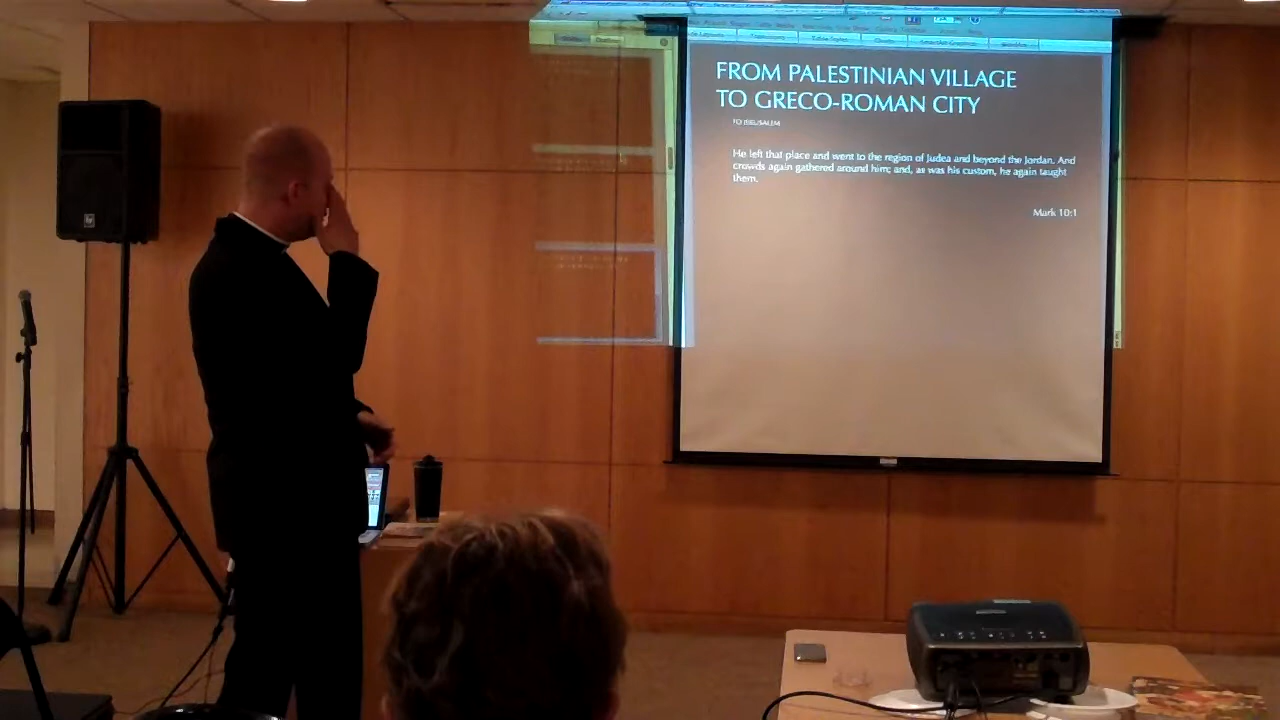 FROM PALESTINIAN VILLAGE
TO GRECO-ROMAN CITY
TO JERUSALEM
He left that place and went to the region of Judea and beyond the Jordan. And
crowds again gathered around him; and, as was his custom, he again taught
them.
Mark 10:1